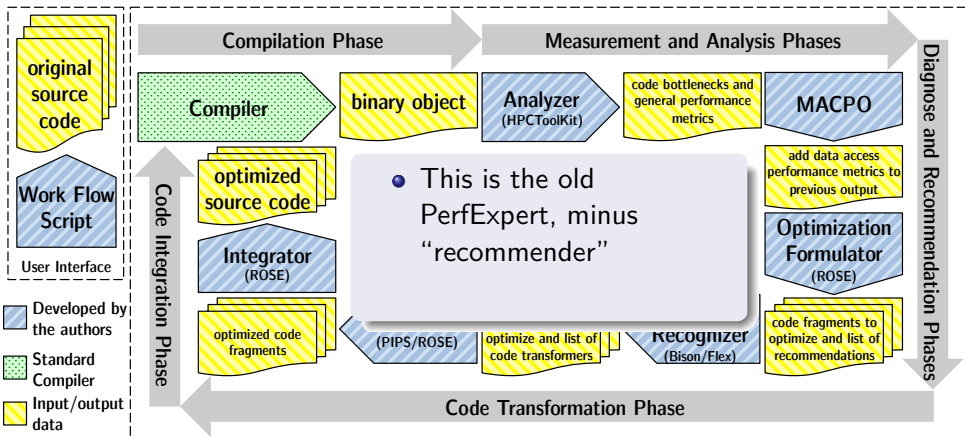 original
source
code
Work Flow
Script
User Interface
Developed by
the authors
Standard
Compiler
Input/output
data
Compilation Phase
Measurement and Analysis Phases
Diagnose and Recommendation Phases
Code Transformation Phase
Code Integration Phase
Compiler
binary object
Analyzer
(HPCToolKit)
code bottlenecks and
general performance
metrics
MACPO
add data access
performance metrics to
previous output
Optimization
Formulator
(ROSE)
code fragments to
optimize and list of
recommendations
Recognizer
(Bison/Flex)
optimize and list of
code transformers
(PIPS/ROSE)
optimized code
fragments
Integrator
(ROSE)
optimized
source code
This is the old
PerfExpert, minus
“recommender”